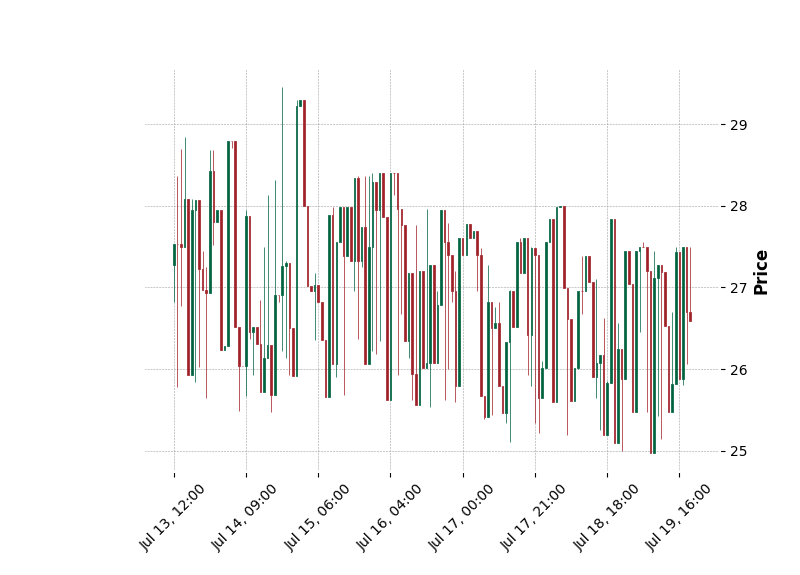 29
28
27
26
25
Price
Jul 13, 12:00
Jul 14, 09:00
Jul 15, 06:00
Jul 16, 04:00
Jul 17, 00:00
Jul 17, 21:00
Jul 18, 18:00
Jul 19, 16:00